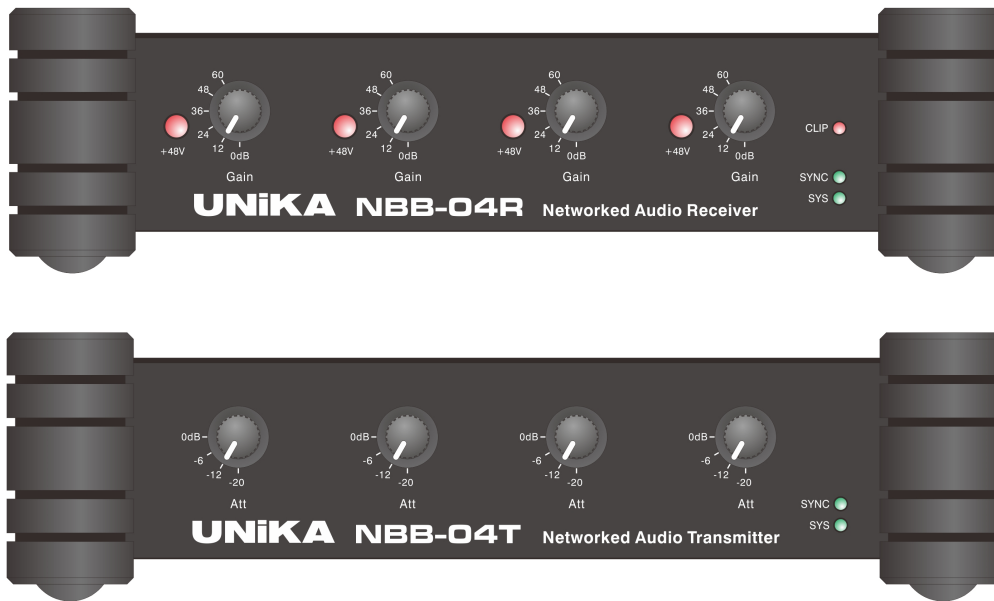 60 60 60 60
48 48 48 48
36 36 36 36
24 24 24 24 CLIP
12 12 12 12
+48V 0dB +48V 0dB +48V 0dB +48V 0dB
Gain Gain Gain Gain SYNC
SYS
UNiKA NBB-04R Networked Audio Receiver
0dB 0dB 0dB 0dB
-6 -6 -6 -6
-12 -12 -12 -12
-20 -20 -20 -20
Att Att Att Att SYNC
SYS
UNiKA NBB-04T Networked Audio Transmitter